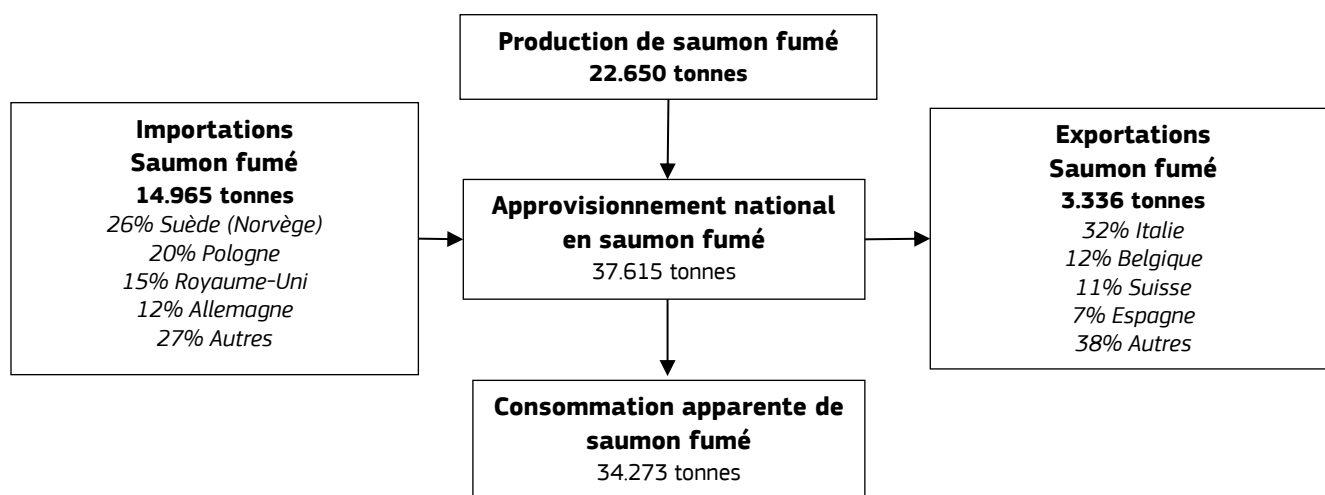 Production de saumon fumé
22.650 tonnes
Importations
Saumon fumé
14.965 tonnes
26% Suède (Norvège)
20% Pologne
15% Royaume-Uni
12% Allemagne
27% Autres
Approvisionnement national
en saumon fumé
37.615 tonnes
Exportations
Saumon fumé
3.336 tonnes
32% Italie
12% Belgique
11% Suisse
7% Espagne
38% Autres
Consommation apparente de
saumon fumé
34.273 tonnes